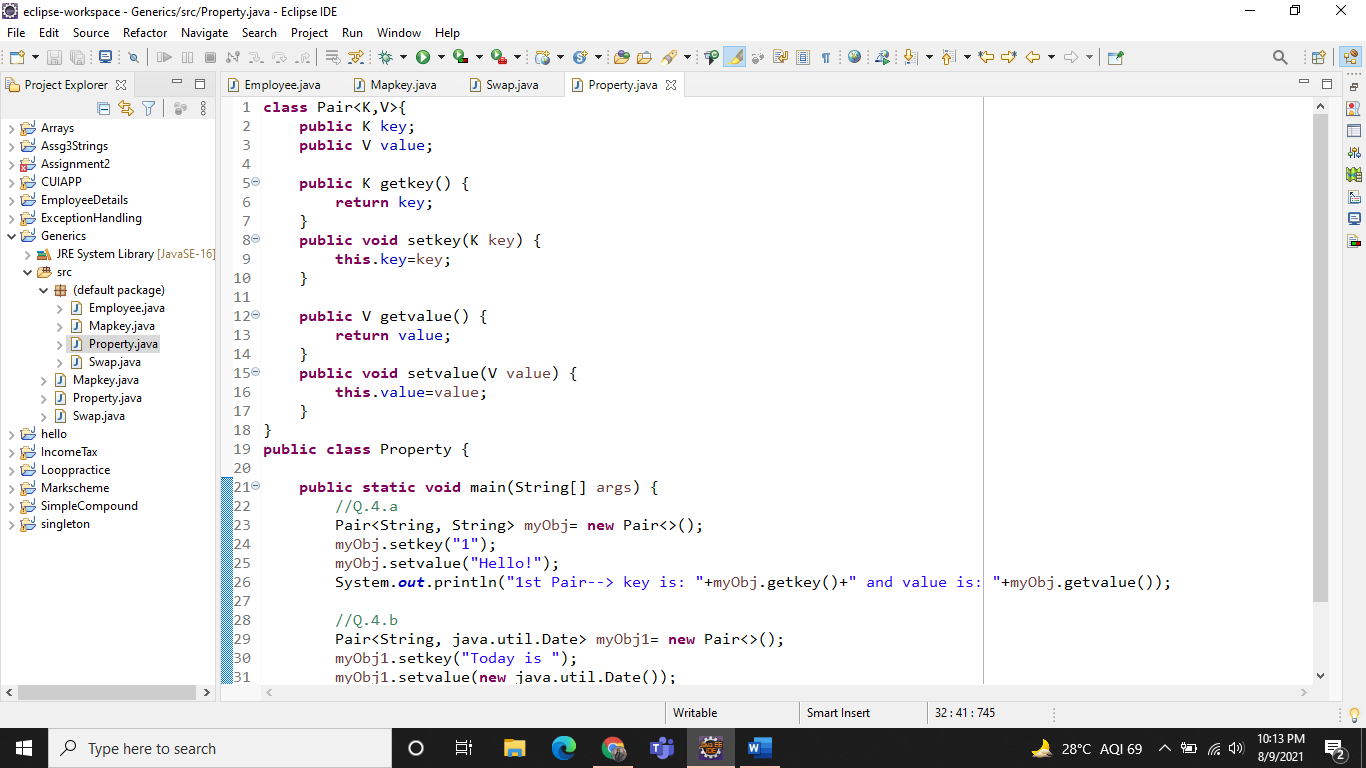 eclipse-workspace - Generics/src/Property.java - Eclipse IDE
File Edit Source Refactor Navigate Search Project Run Window Help
Project Explorer
Employee.java Mapkey.java Swap.java Property.java
Arrays
Assg3Strings
Assignment2
CUIAPP
EmployeeDetails
ExceptionHandling
Generics
JRE System Library [JavaSE-16]
src
(default package)
Employee.java
Mapkey.java
Property.java
Swap.java
Mapkey.java
Property.java
Swap.java
hello
IncomeTax
Looppractice
Markscheme
SimpleCompound
singleton
1 class Pair<K,V>{
2 public K key;
3 public V value;
4
5 public K getkey() {
6 return key;
7 }
8 public void setkey(K key) {
9 this.key=key;
10 }
11
12 public V getvalue() {
13 return value;
14 }
15 public void setvalue(V value) {
16 this.value=value;
17 }
18 }
19 public class Property {
20
21 public static void main(String[] args) {
22 //Q.4.a
23 Pair<String, String> myObj= new Pair<>();
24 myObj.setkey("1");
25 myObj.setvalue("Hello!");
26 System.out.println("1st Pair--> key is: "+myObj.getkey()+" and value is: "+myObj.getvalue());
27
28 //Q.4.b
29 Pair<String, java.util.Date> myObj1= new Pair<>();
30 myObj1.setkey("Today is ");
31 myObj1.setvalue(new java.util.Date());
Writable Smart Insert 32 : 41 : 745
Type here to search
28°C AQI 69
10:13 PM
8/9/2021
2